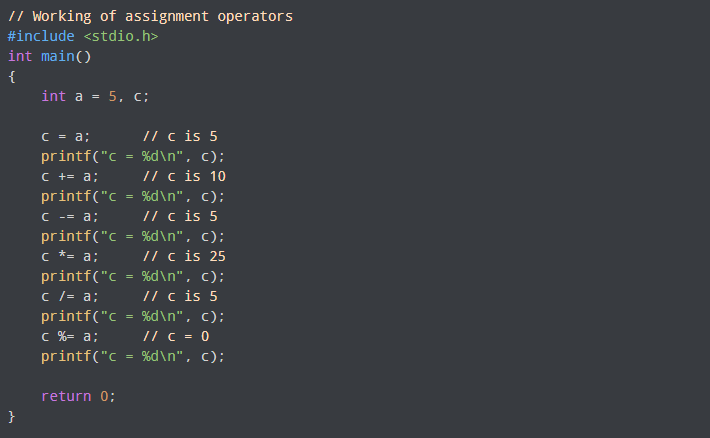 // Working of assignment operators
#include <stdio.h>
int main()
{
    int a = 5, c;

    c = a;      // c is 5
    printf("c = %d\n", c);
    c += a;     // c is 10
    printf("c = %d\n", c);
    c -= a;     // c is 5
    printf("c = %d\n", c);
    c *= a;     // c is 25
    printf("c = %d\n", c);
    c /= a;     // c is 5
    printf("c = %d\n", c);
    c %= a;     // c = 0
    printf("c = %d\n", c);

    return 0;
}